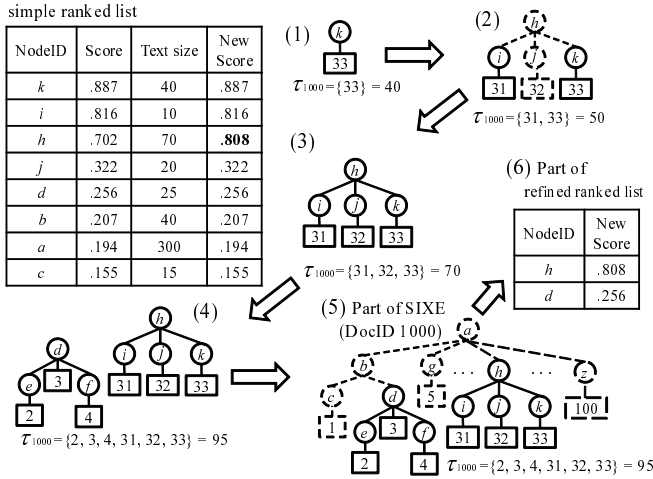 simple ranked list
NodeID Score Text size New Score
k .887 40 .887
i .816 10 .816
h .702 70 .808
j .322 20 .322
d .256 25 .256
b .207 40 .207
a .194 300 .194
c .155 15 .155
(1)
k
33
τ1000={33} = 40
(2)
h
i j k
31 32 33
τ1000={31, 33} = 50
(3)
h
i j k
31 32 33
τ1000={31, 32, 33} = 70
(4)
h
d i j k
e 3 f 31 32 33
2 4
τ1000={2, 3, 4, 31, 32, 33} = 95
(5) Part of SIXE
(DocID 1000)
a
b g ... h ... z
c d 5 i j k 100
1 e 3 f 31 32 33
2 4
τ1000={2, 3, 4, 31, 32, 33} = 95
(6) Part of
refined ranked list
NodeID New Score
h .808
d .256